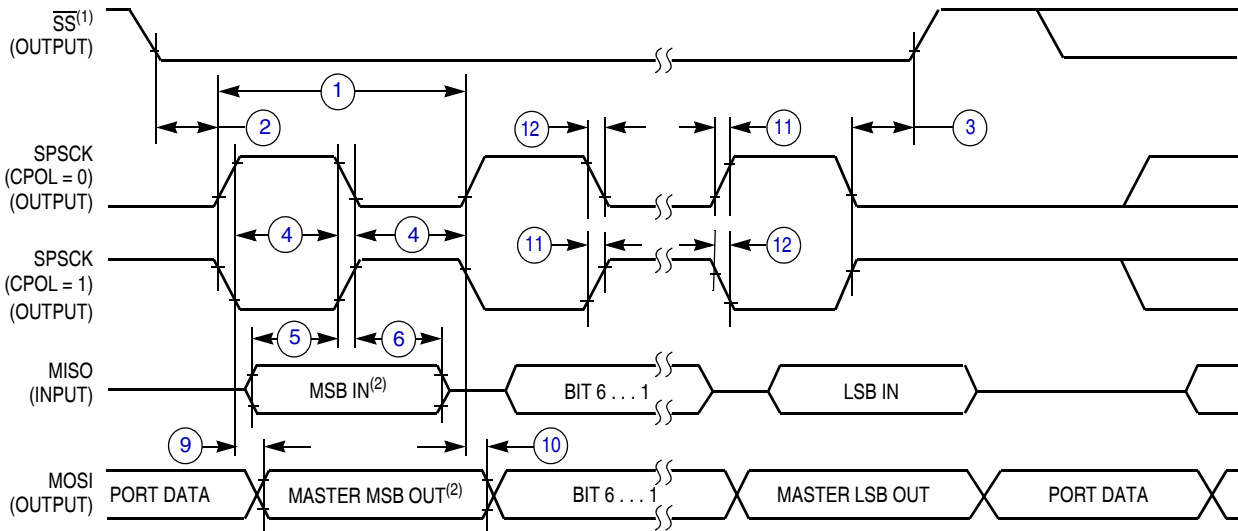 SS(1)
(OUTPUT)
1
2
12
11
3
SPSCK
(CPOL = 0)
(OUTPUT)
4
4
11
12
SPSCK
(CPOL = 1)
(OUTPUT)
5
6
MISO
(INPUT)
MSB IN(2)
BIT 6 . . . 1
LSB IN
9
10
MOSI
(OUTPUT)
PORT DATA
MASTER MSB OUT(2)
BIT 6 . . . 1
MASTER LSB OUT
PORT DATA